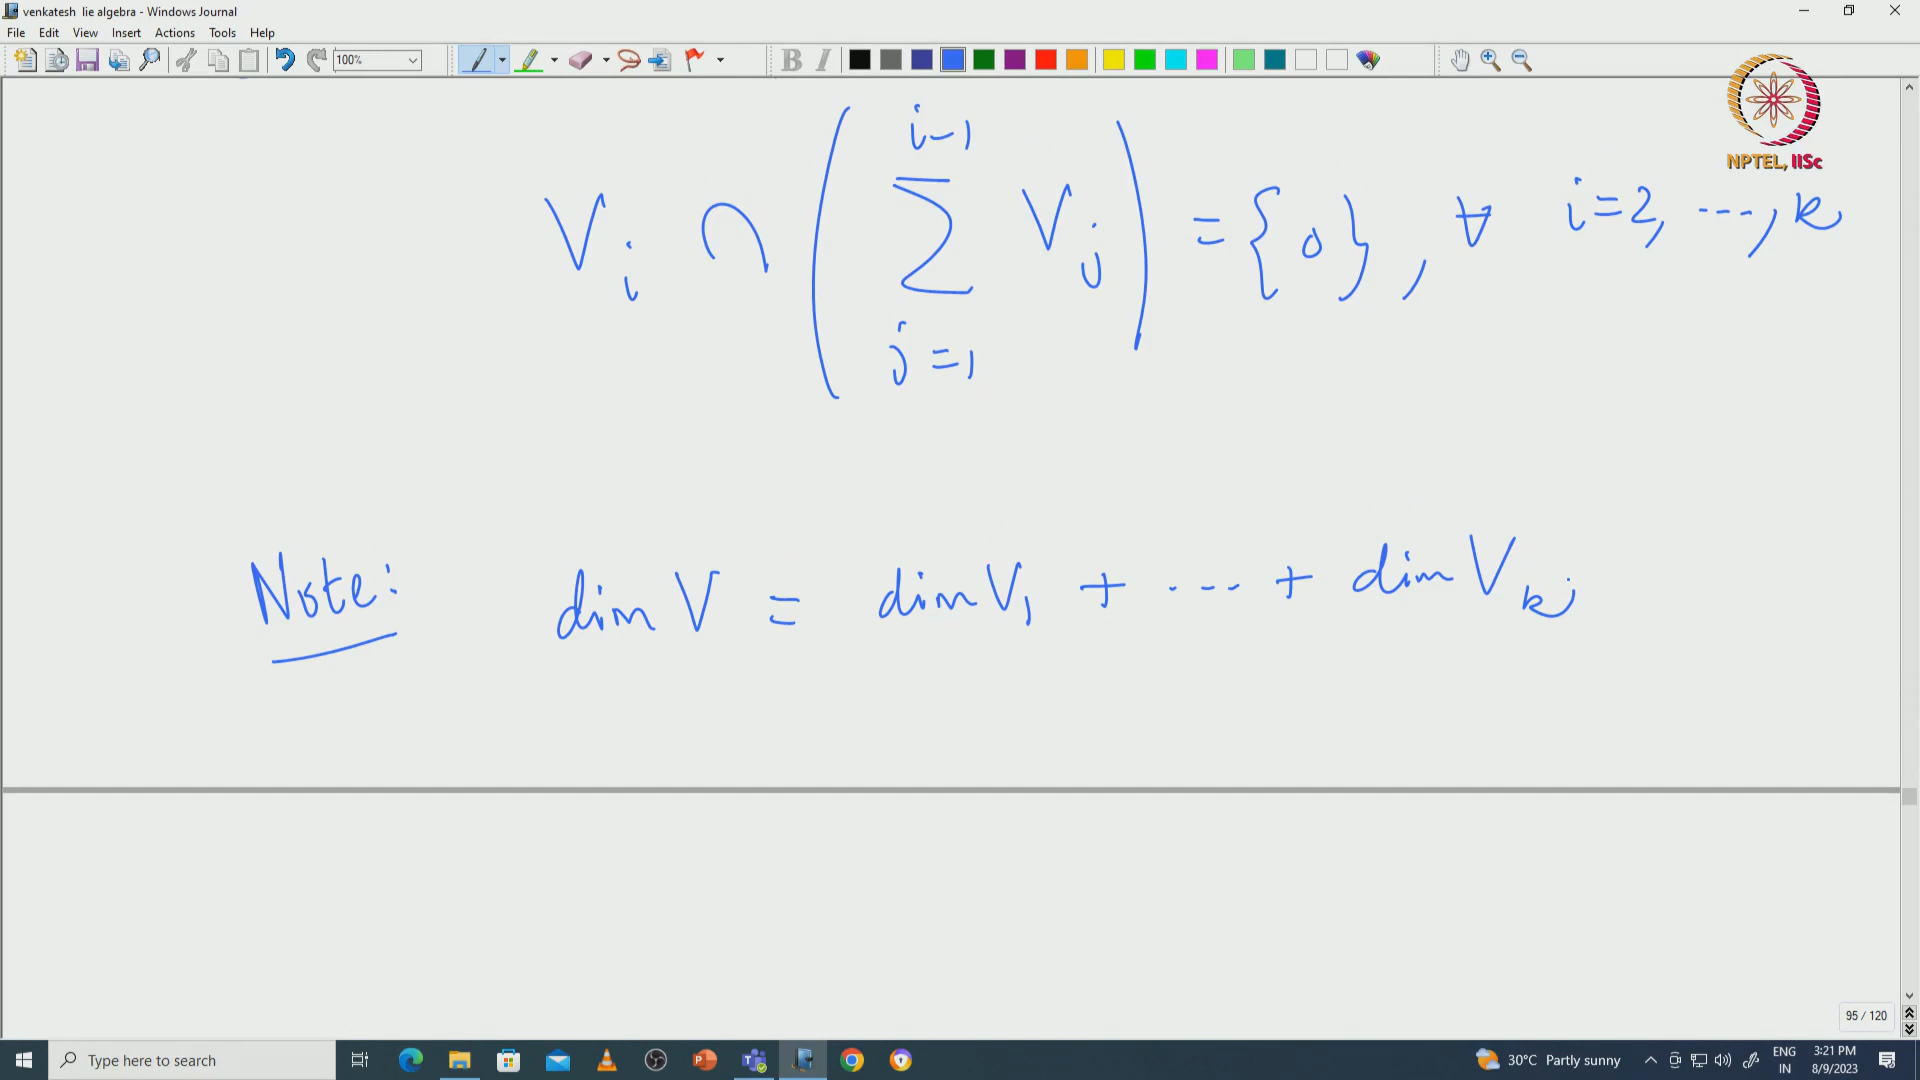 venkatesh lie algebra - Windows Journal
File Edit View Insert Actions Tools Help
100%
B I
NPTEL, IISc
V_i ∩ ( \sum_{j=1}^{i-1} V_j ) = {0}, ∀ i=2, ..., k
Note: dim V = dim V_1 + ... + dim V_k
95 / 120
Type here to search
30°C Partly sunny
ENG
IN
3:21 PM
8/9/2023